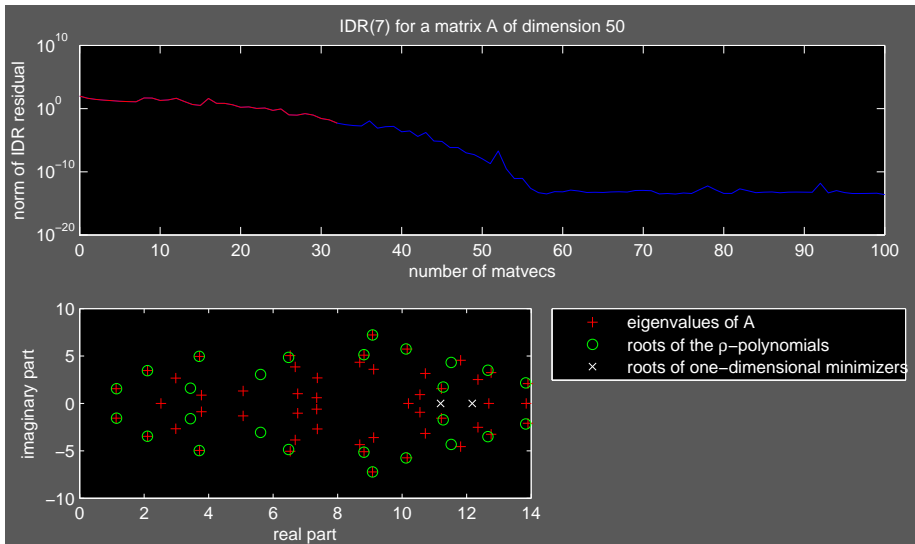 IDR(7) for a matrix A of dimension 50
10^10
10^0
10^−10
10^−20
norm of IDR residual
0 10 20 30 40 50 60 70 80 90 100
number of matvecs
10
5
0
−5
−10
imaginary part
0 2 4 6 8 10 12 14
real part
eigenvalues of A
roots of the ρ−polynomials
roots of one−dimensional minimizers